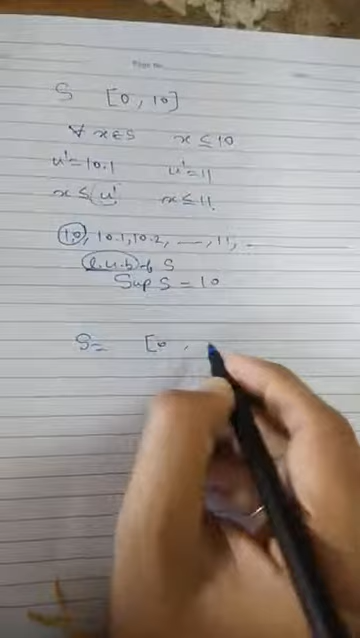 S [0, 10]
∀ x ∈ S x ≤ 10
u' = 10.1 u' = 11
x ≤ u' x ≤ 11.
10, 10.1, 10.2, —, 11, -
l.u.b of S
Sup S = 10
S = [0,